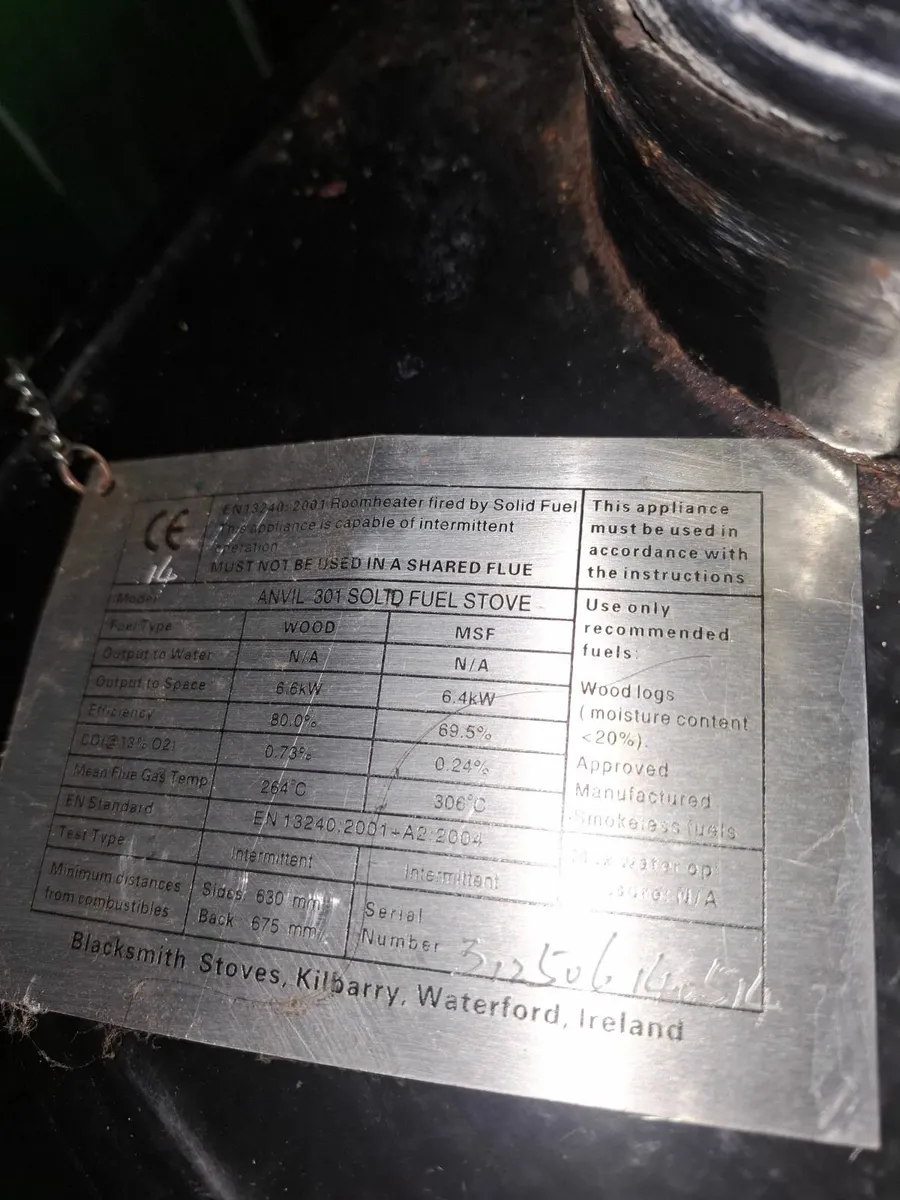 CE
14
EN13240: 2001 Roomheater fired by Solid Fuel
This appliance is capable of intermittent
operation
MUST NOT BE USED IN A SHARED FLUE
This appliance
must be used in
accordance with
the instructions
Model ANVIL 301 SOLID FUEL STOVE
Fuel Type WOOD MSF
Output to Water N/A N/A
Output to Space 6.6kW 6.4kW
Efficiency 80.0% 69.5%
CO(@13% O2) 0.73% 0.24%
Mean Flue Gas Temp 264°C 306°C
EN Standard EN 13240:2001+A2:2004
Test Type Intermittent Intermittent
Minimum distances
from combustibles
Sides: 630 mm
Back 675 mm
Serial
Number
Use only
recommended
fuels:
Wood logs
(moisture content
<20%).
Approved
Manufactured
Smokeless fuels
Max water op
N/A
Blacksmith Stoves, Kilbarry, Waterford, Ireland